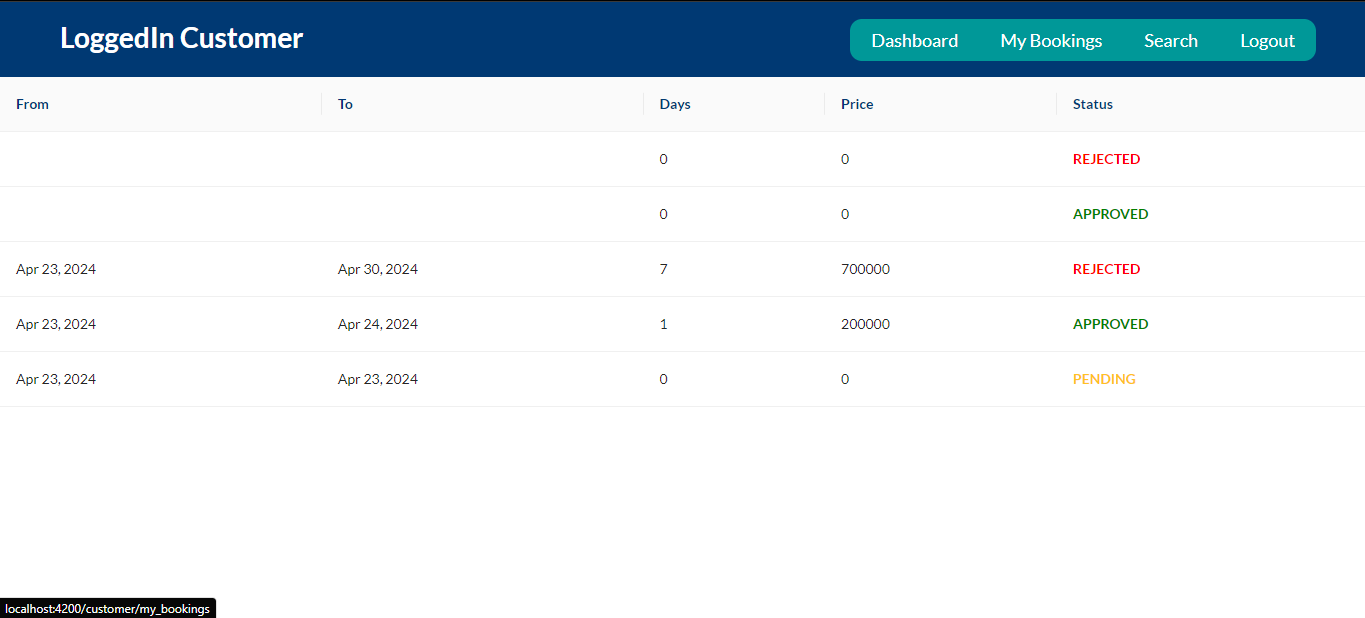 LoggedIn Customer Dashboard My Bookings Search Logout
From To Days Price Status
0 0 REJECTED
0 0 APPROVED
Apr 23, 2024 Apr 30, 2024 7 700000 REJECTED
Apr 23, 2024 Apr 24, 2024 1 200000 APPROVED
Apr 23, 2024 Apr 23, 2024 0 0 PENDING
localhost:4200/customer/my_bookings